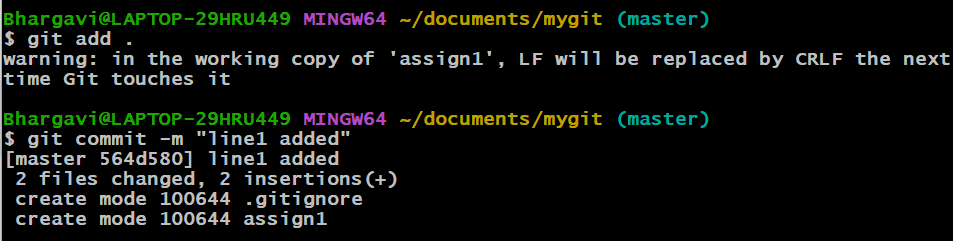 Bhargavi@LAPTOP-29HRU449 MINGW64 ~/documents/mygit (master)
$ git add .
warning: in the working copy of 'assign1', LF will be replaced by CRLF the next
time Git touches it
Bhargavi@LAPTOP-29HRU449 MINGW64 ~/documents/mygit (master)
$ git commit -m "line1 added"
[master 564d580] line1 added
 2 files changed, 2 insertions(+)
 create mode 100644 .gitignore
 create mode 100644 assign1